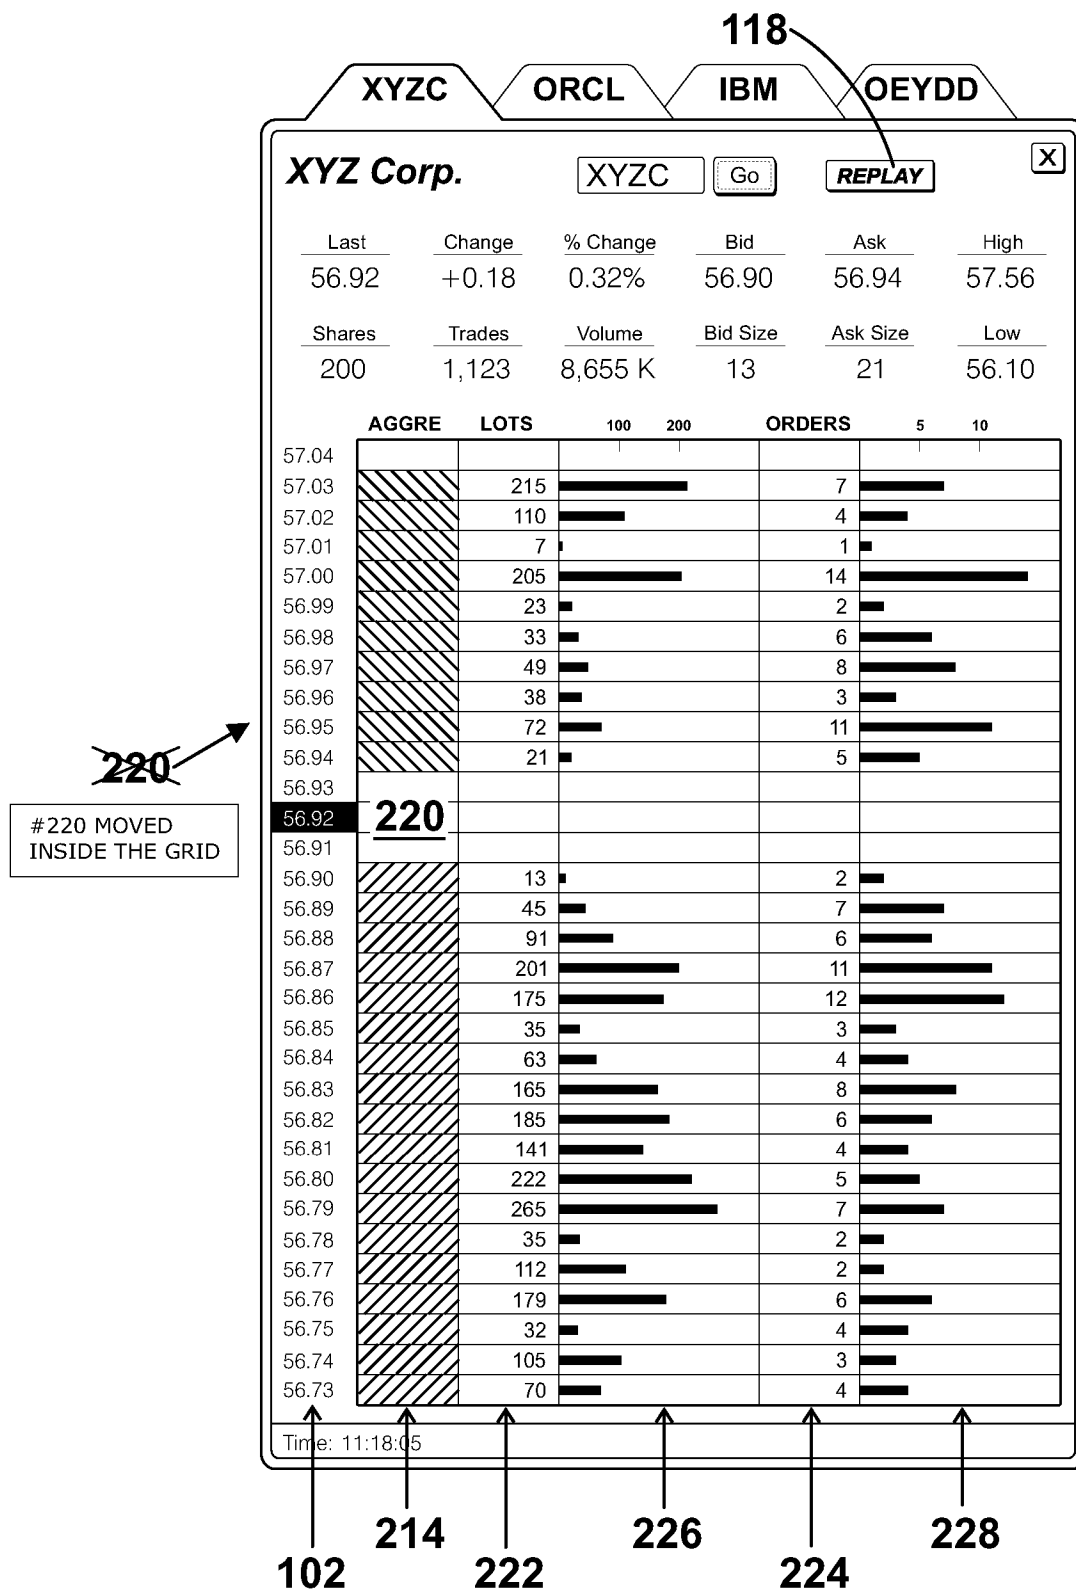 118
XYZC ORCL IBM OEYDD
XYZ Corp. XYZC Go REPLAY X
Last Change % Change Bid Ask High
56.92 +0.18 0.32% 56.90 56.94 57.56
Shares Trades Volume Bid Size Ask Size Low
200 1,123 8,655 K 13 21 56.10
AGGRE LOTS 100 200 ORDERS 5 10
57.04
57.03 215 7
57.02 110 4
57.01 7 1
57.00 205 14
56.99 23 2
56.98 33 6
56.97 49 8
56.96 38 3
56.95 72 11
56.94 21 5
220
56.93
56.92 220
56.91
#220 MOVED
INSIDE THE GRID
56.90 13 2
56.89 45 7
56.88 91 6
56.87 201 11
56.86 175 12
56.85 35 3
56.84 63 4
56.83 165 8
56.82 185 6
56.81 141 4
56.80 222 5
56.79 265 7
56.78 35 2
56.77 112 2
56.76 179 6
56.75 32 4
56.74 105 3
56.73 70 4
Time: 11:18:05
214 226 228
102 222 224